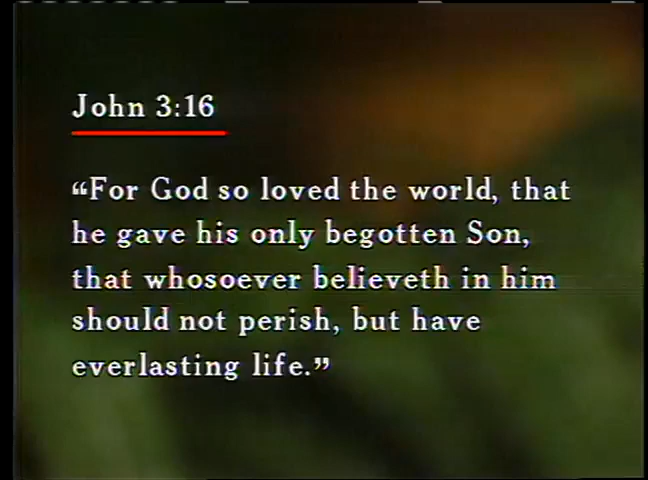 John 3:16
“For God so loved the world, that
he gave his only begotten Son,
that whosoever believeth in him
should not perish, but have
everlasting life.”